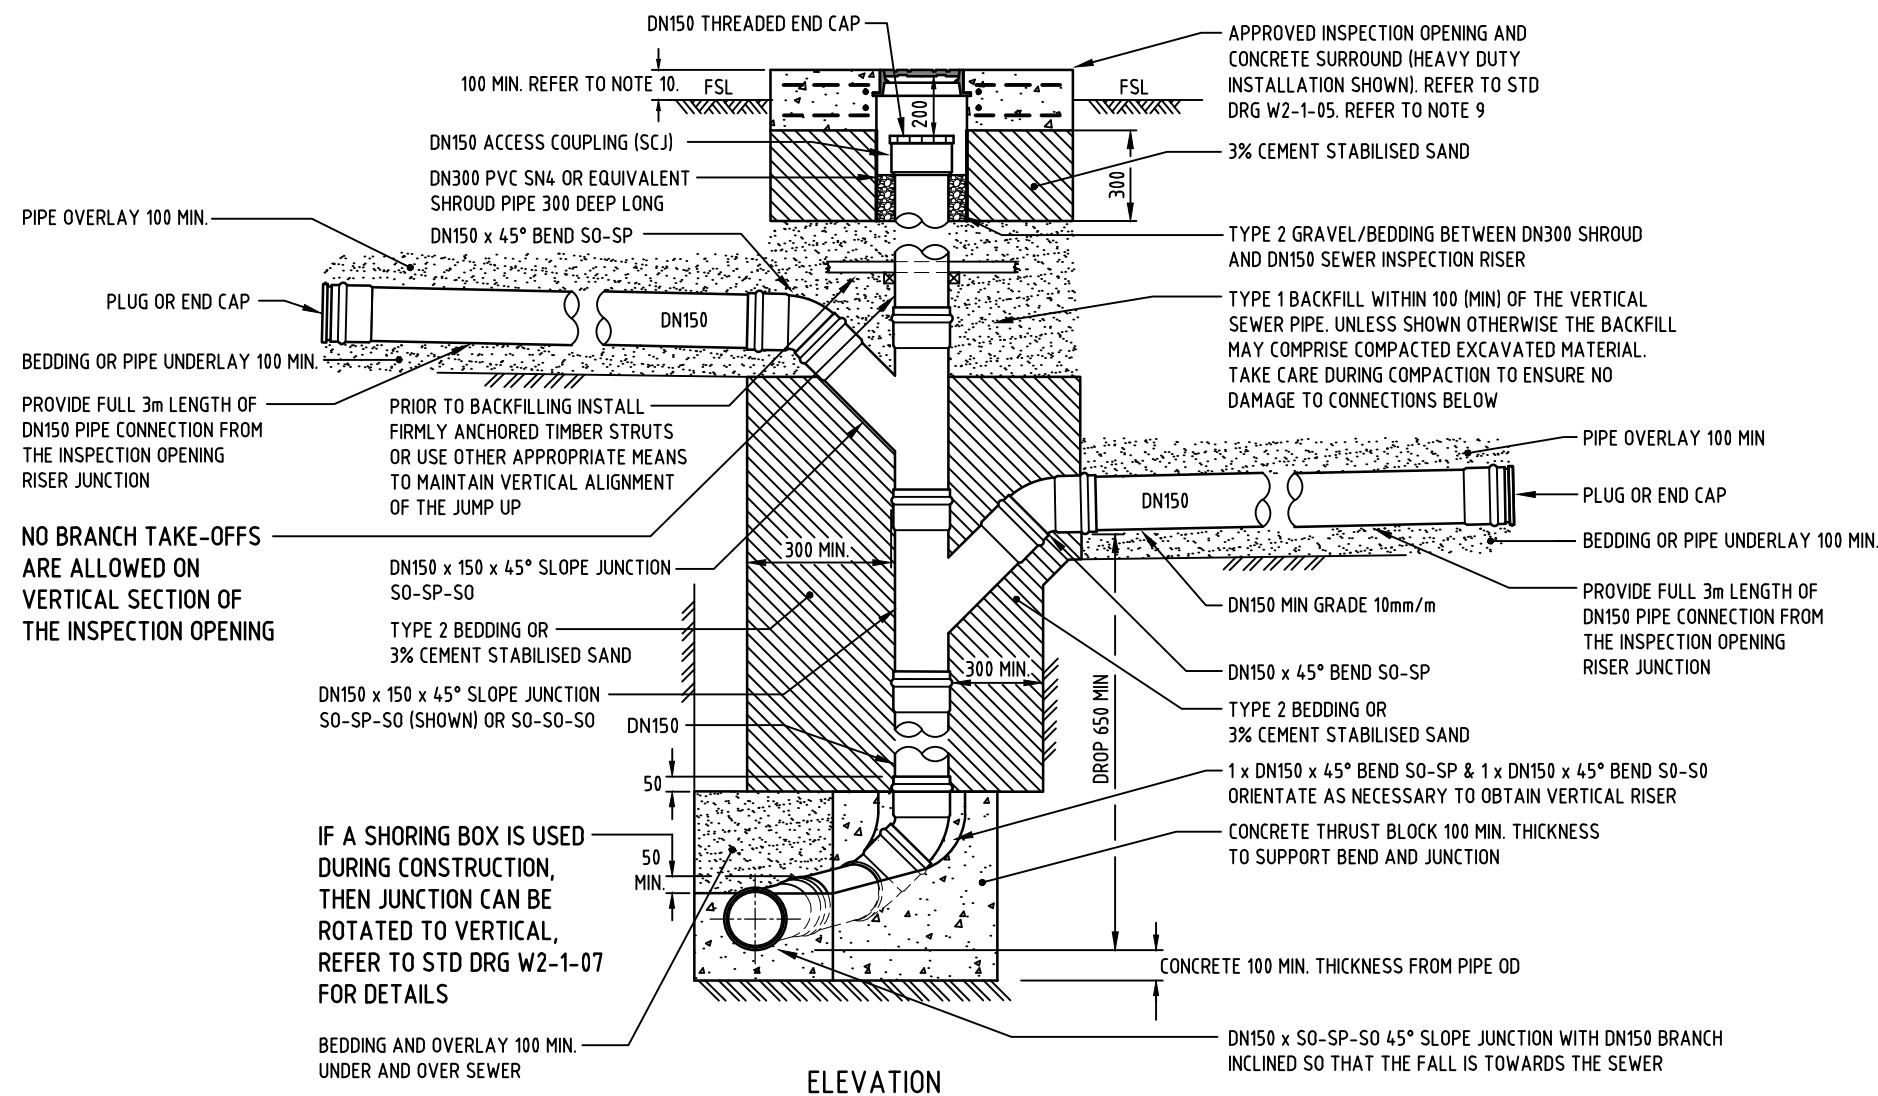 DN150 THREADED END CAP
100 MIN. REFER TO NOTE 10.
FSL
200
FSL
APPROVED INSPECTION OPENING AND
CONCRETE SURROUND (HEAVY DUTY
INSTALLATION SHOWN). REFER TO STD
DRG W2-1-05. REFER TO NOTE 9
DN150 ACCESS COUPLING (SCJ)
3% CEMENT STABILISED SAND
300
DN300 PVC SN4 OR EQUIVALENT
SHROUD PIPE 300 DEEP LONG
PIPE OVERLAY 100 MIN.
DN150 x 45° BEND SO-SP
TYPE 2 GRAVEL/BEDDING BETWEEN DN300 SHROUD
AND DN150 SEWER INSPECTION RISER
PLUG OR END CAP
DN150
TYPE 1 BACKFILL WITHIN 100 (MIN) OF THE VERTICAL
SEWER PIPE. UNLESS SHOWN OTHERWISE THE BACKFILL
MAY COMPRISE COMPACTED EXCAVATED MATERIAL.
TAKE CARE DURING COMPACTION TO ENSURE NO
DAMAGE TO CONNECTIONS BELOW
BEDDING OR PIPE UNDERLAY 100 MIN.
PROVIDE FULL 3m LENGTH OF
DN150 PIPE CONNECTION FROM
THE INSPECTION OPENING
RISER JUNCTION
PRIOR TO BACKFILLING INSTALL
FIRMLY ANCHORED TIMBER STRUTS
OR USE OTHER APPROPRIATE MEANS
TO MAINTAIN VERTICAL ALIGNMENT
OF THE JUMP UP
PIPE OVERLAY 100 MIN
DN150
PLUG OR END CAP
NO BRANCH TAKE-OFFS
ARE ALLOWED ON
VERTICAL SECTION OF
THE INSPECTION OPENING
300 MIN.
BEDDING OR PIPE UNDERLAY 100 MIN.
DN150 x 150 x 45° SLOPE JUNCTION
SO-SP-SO
DN150 MIN GRADE 10mm/m
PROVIDE FULL 3m LENGTH OF
DN150 PIPE CONNECTION FROM
THE INSPECTION OPENING
RISER JUNCTION
TYPE 2 BEDDING OR
3% CEMENT STABILISED SAND
300 MIN.
DN150 x 45° BEND SO-SP
DN150 x 150 x 45° SLOPE JUNCTION
SO-SP-SO (SHOWN) OR SO-SO-SO
DN150
DROP 650 MIN
TYPE 2 BEDDING OR
3% CEMENT STABILISED SAND
50
1 x DN150 x 45° BEND SO-SP & 1 x DN150 x 45° BEND SO-SO
ORIENTATE AS NECESSARY TO OBTAIN VERTICAL RISER
IF A SHORING BOX IS USED
DURING CONSTRUCTION,
THEN JUNCTION CAN BE
ROTATED TO VERTICAL,
REFER TO STD DRG W2-1-07
FOR DETAILS
50
MIN.
CONCRETE THRUST BLOCK 100 MIN. THICKNESS
TO SUPPORT BEND AND JUNCTION
CONCRETE 100 MIN. THICKNESS FROM PIPE OD
BEDDING AND OVERLAY 100 MIN.
UNDER AND OVER SEWER
DN150 x SO-SP-SO 45° SLOPE JUNCTION WITH DN150 BRANCH
INCLINED SO THAT THE FALL IS TOWARDS THE SEWER
ELEVATION